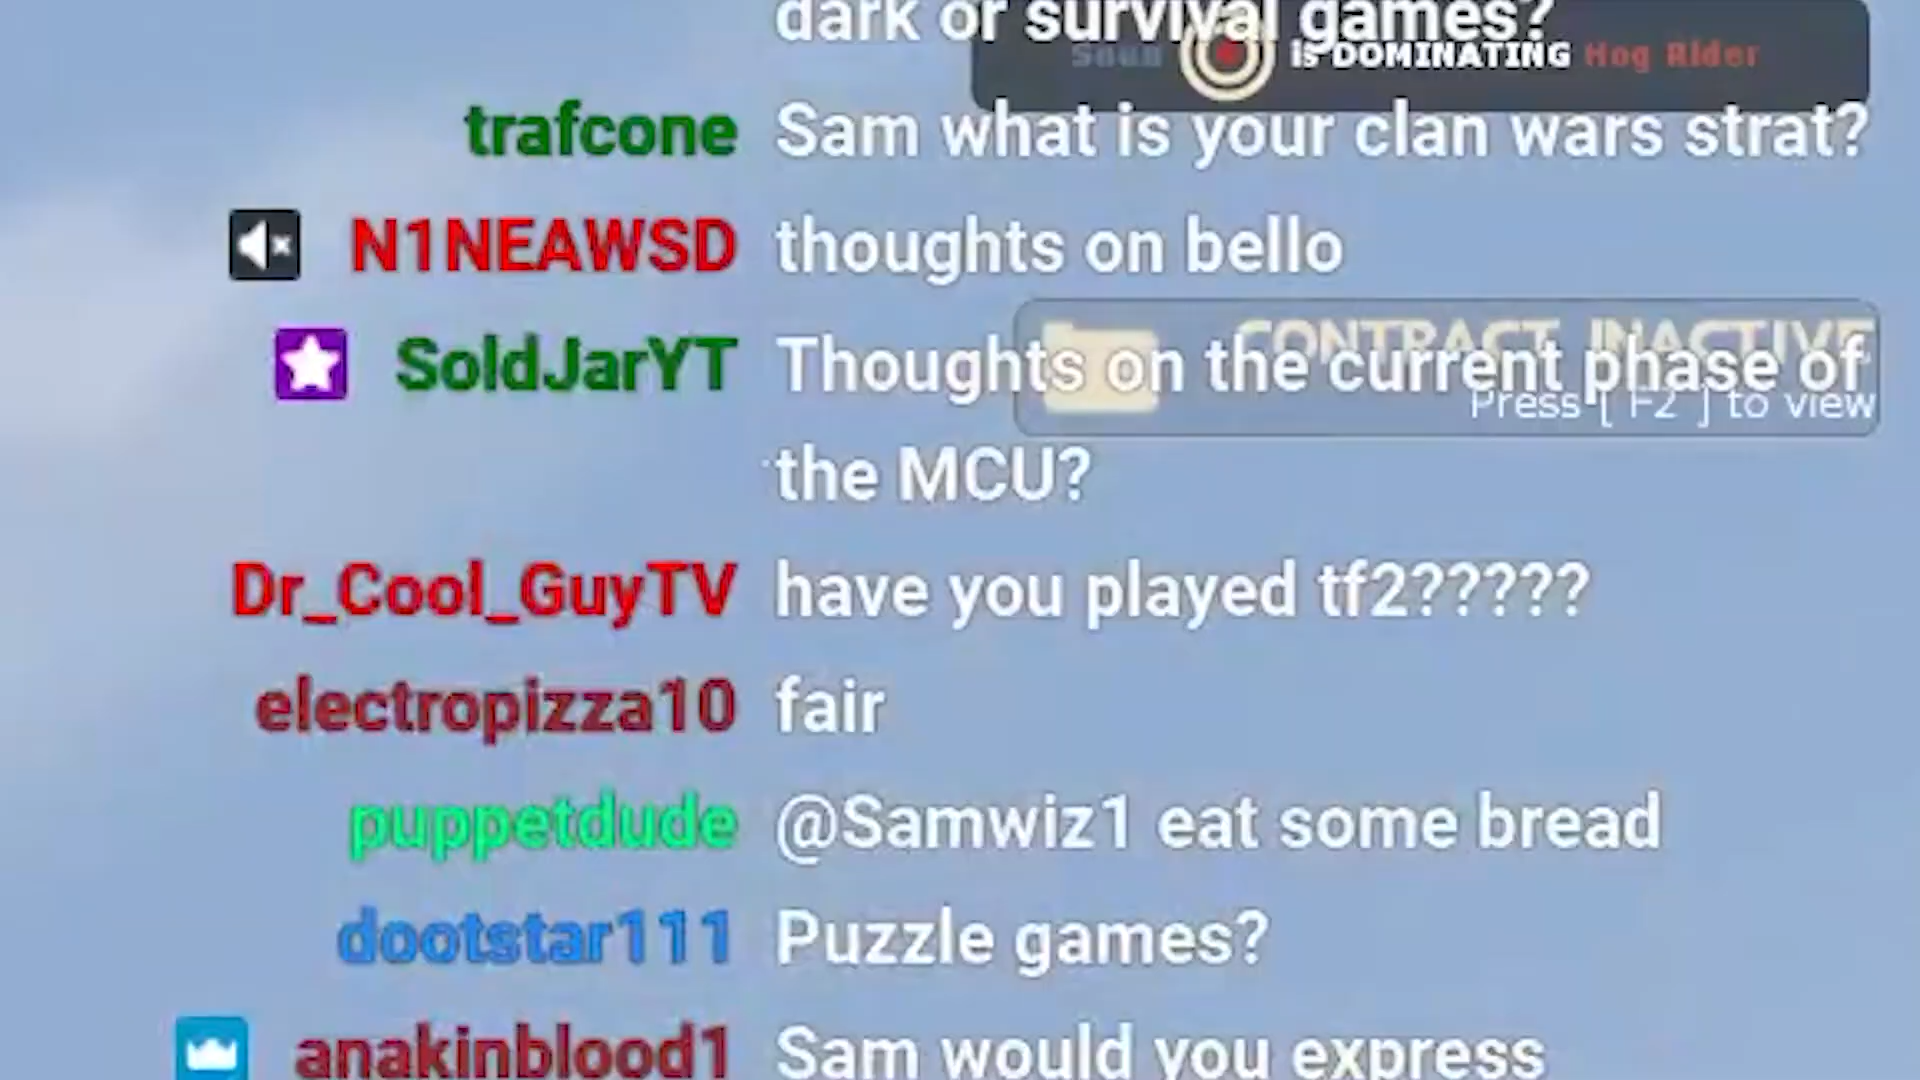 dark or survival games?
is DOMINATING Hog Rider
trafcone Sam what is your clan wars strat?
N1NEAWSD thoughts on bello
CONTRACT INACTIVE
SoldJarYT Thoughts on the current phase of
Press [ F2 ] to view
the MCU?
Dr_Cool_GuyTV have you played tf2?????
electropizza10 fair
puppetdude @Samwiz1 eat some bread
dootstar111 Puzzle games?
anakinblood1 Sam would you express